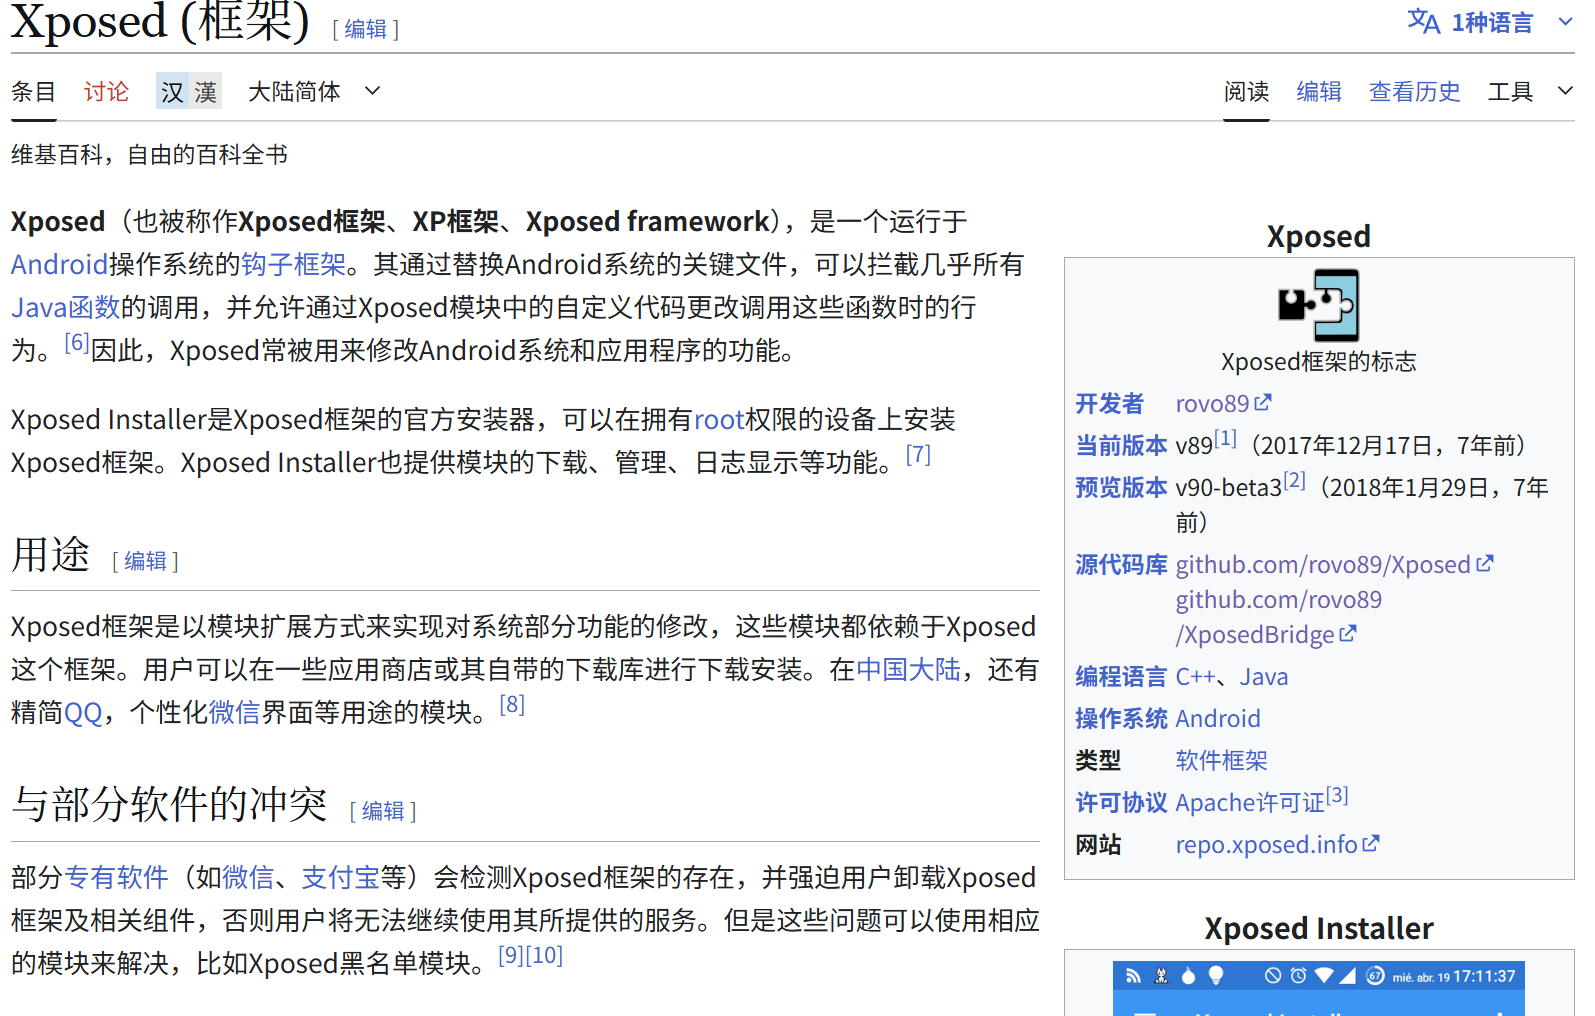 Xposed (框架) [ 编辑 ]
1种语言
条目 讨论 汉 漢 大陆简体
阅读 编辑 查看历史 工具
维基百科，自由的百科全书
Xposed（也被称作Xposed框架、XP框架、Xposed framework），是一个运行于
Android操作系统的钩子框架。其通过替换Android系统的关键文件，可以拦截几乎所有
Java函数的调用，并允许通过Xposed模块中的自定义代码更改调用这些函数时的行
为。[6]因此，Xposed常被用来修改Android系统和应用程序的功能。
Xposed Installer是Xposed框架的官方安装器，可以在拥有root权限的设备上安装
Xposed框架。Xposed Installer也提供模块的下载、管理、日志显示等功能。[7]
用途 [ 编辑 ]
Xposed框架是以模块扩展方式来实现对系统部分功能的修改，这些模块都依赖于Xposed
这个框架。用户可以在一些应用商店或其自带的下载库进行下载安装。在中国大陆，还有
精简QQ，个性化微信界面等用途的模块。[8]
与部分软件的冲突 [ 编辑 ]
部分专有软件（如微信、支付宝等）会检测Xposed框架的存在，并强迫用户卸载Xposed
框架及相关组件，否则用户将无法继续使用其所提供的服务。但是这些问题可以使用相应
的模块来解决，比如Xposed黑名单模块。[9][10]
Xposed
Xposed框架的标志
开发者 rovo89
当前版本 v89[1]（2017年12月17日，7年前）
预览版本 v90-beta3[2]（2018年1月29日，7年
前）
源代码库 github.com/rovo89/Xposed
github.com/rovo89
/XposedBridge
编程语言 C++、Java
操作系统 Android
类型 软件框架
许可协议 Apache许可证[3]
网站 repo.xposed.info
Xposed Installer
67 mié. abr. 19 17:11:37